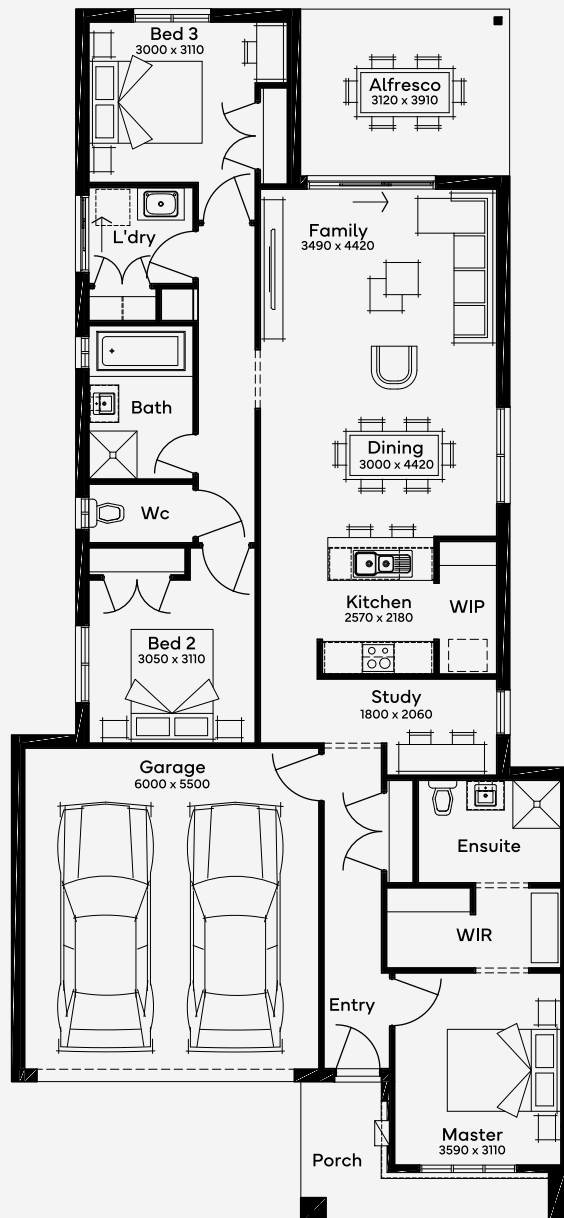 Bed 3
3000 x 3110
Alfresco
3120 x 3910
L'dry
Family
3490 x 4420
Bath
Dining
3000 x 4420
Wc
Kitchen
2570 x 2180
WIP
Bed 2
3050 x 3110
Study
1800 x 2060
Garage
6000 x 5500
Ensuite
WIR
Entry
Master
3590 x 3110
Porch